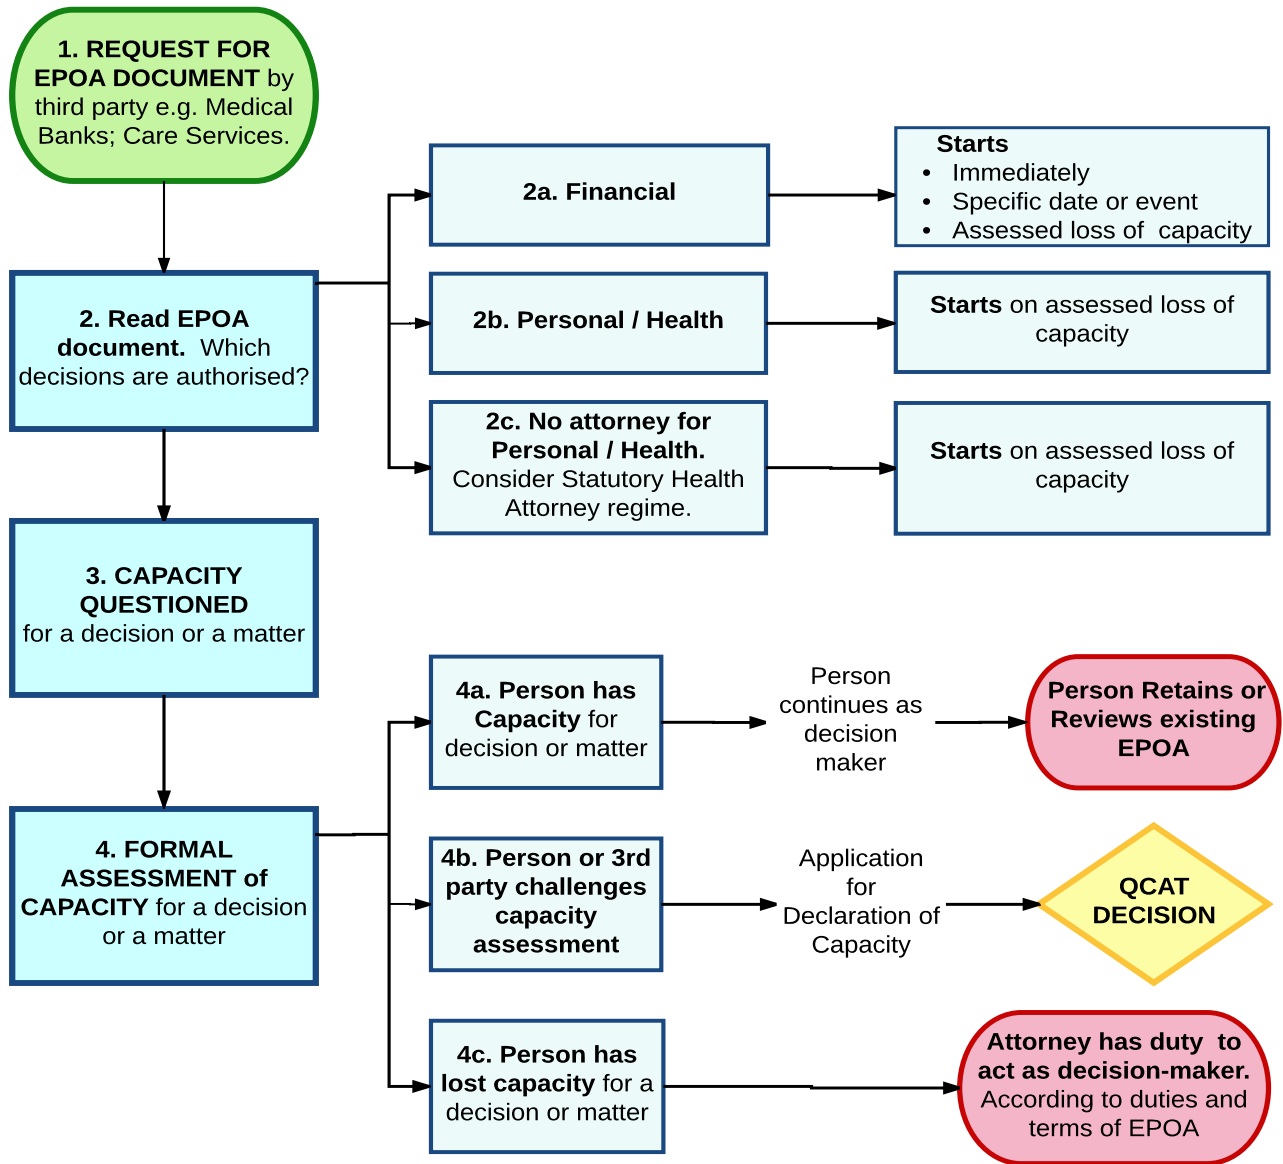 1. REQUEST FOR
EPOA DOCUMENT by
third party e.g. Medical
Banks; Care Services.
2. Read EPOA
document.  Which
decisions are authorised?
2a. Financial
Starts
• Immediately
• Specific date or event
• Assessed loss of  capacity
2b. Personal / Health
Starts on assessed loss of
capacity
2c. No attorney for
Personal / Health.
Consider Statutory Health
Attorney regime.
Starts on assessed loss of
capacity
3. CAPACITY
QUESTIONED
for a decision or a matter
4. FORMAL
ASSESSMENT of
CAPACITY for a decision
or a matter
4a. Person has
Capacity for
decision or matter
Person
continues as
decision
maker
Person Retains or
Reviews existing
EPOA
4b. Person or 3rd
party challenges
capacity
assessment
Application
for
Declaration of
Capacity
QCAT
DECISION
4c. Person has
lost capacity for a
decision or matter
Attorney has duty  to
act as decision-maker.
According to duties and
terms of EPOA